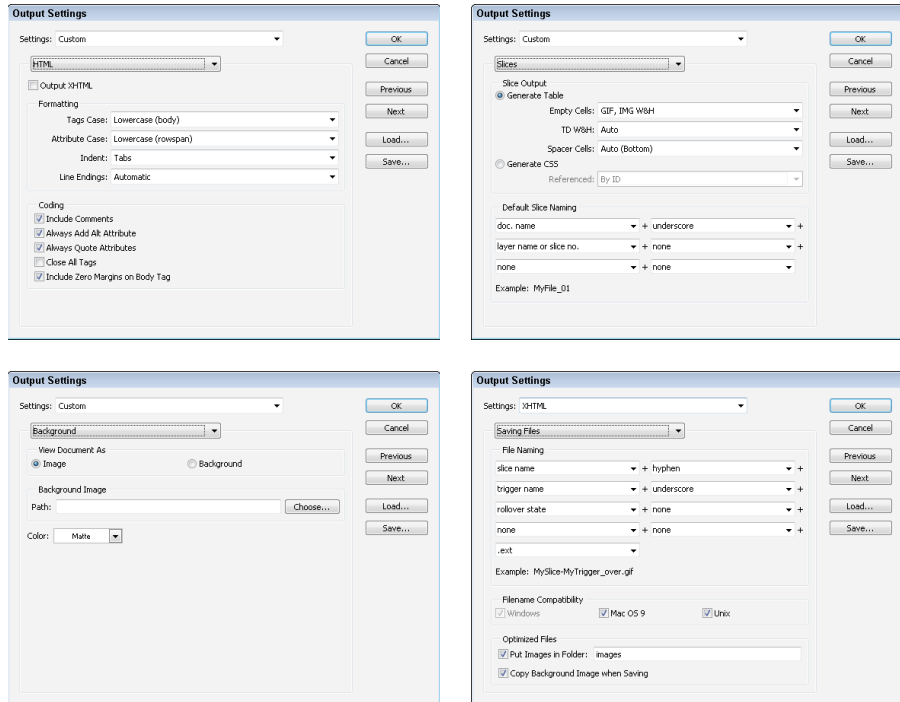 Output Settings
Settings: Custom
OK
HTML
Cancel
Output XHTML
Previous
Formatting
Next
Tags Case: Lowercase (body)
Attribute Case: Lowercase (rowspan)
Load...
Indent: Tabs
Save...
Line Endings: Automatic
Coding
Include Comments
Always Add Alt Attribute
Always Quote Attributes
Close All Tags
Include Zero Margins on Body Tag
Output Settings
Settings: Custom
OK
Slices
Cancel
Slice Output
Generate Table
Previous
Empty Cells: GIF, IMG W&H
Next
TD W&H: Auto
Load...
Spacer Cells: Auto (Bottom)
Save...
Generate CSS
Referenced: By ID
Default Slice Naming
doc. name + underscore +
layer name or slice no. + none +
none + none
Example: MyFile_01
Output Settings
Settings: Custom
OK
Background
Cancel
View Document As
Image Background
Previous
Next
Background Image
Path: Choose...
Load...
Save...
Color: Matte
Output Settings
Settings: XHTML
OK
Saving Files
Cancel
File Naming
Previous
slice name + hyphen +
Next
trigger name + underscore +
rollover state + none +
Load...
none + none +
Save...
.ext
Example: MySlice-MyTrigger_over.gif
Filename Compatibility
Windows Mac OS 9 Unix
Optimized Files
Put Images in Folder: images
Copy Background Image when Saving